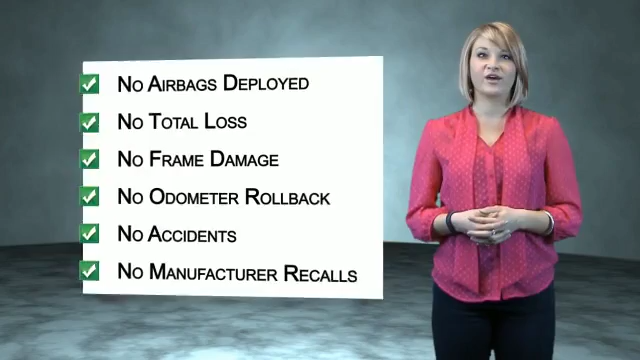 No Airbags Deployed
No Total Loss
No Frame Damage
No Odometer Rollback
No Accidents
No Manufacturer Recalls